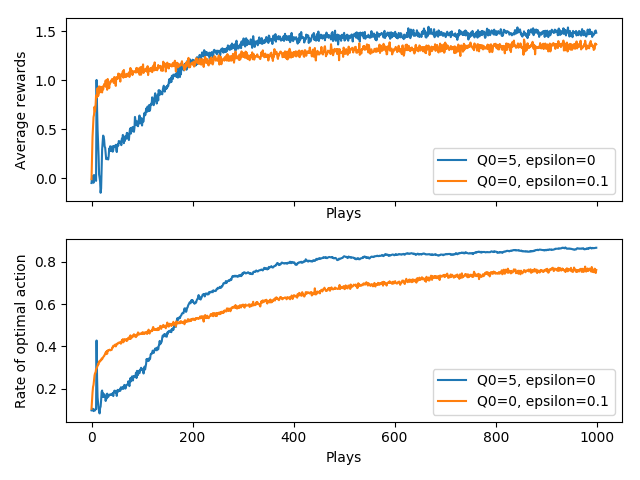 Average rewards
1.5
1.0
0.5
0.0
Q0=5, epsilon=0
Q0=0, epsilon=0.1
Plays
Rate of optimal action
0.8
0.6
0.4
0.2
Q0=5, epsilon=0
Q0=0, epsilon=0.1
0 200 400 600 800 1000
Plays